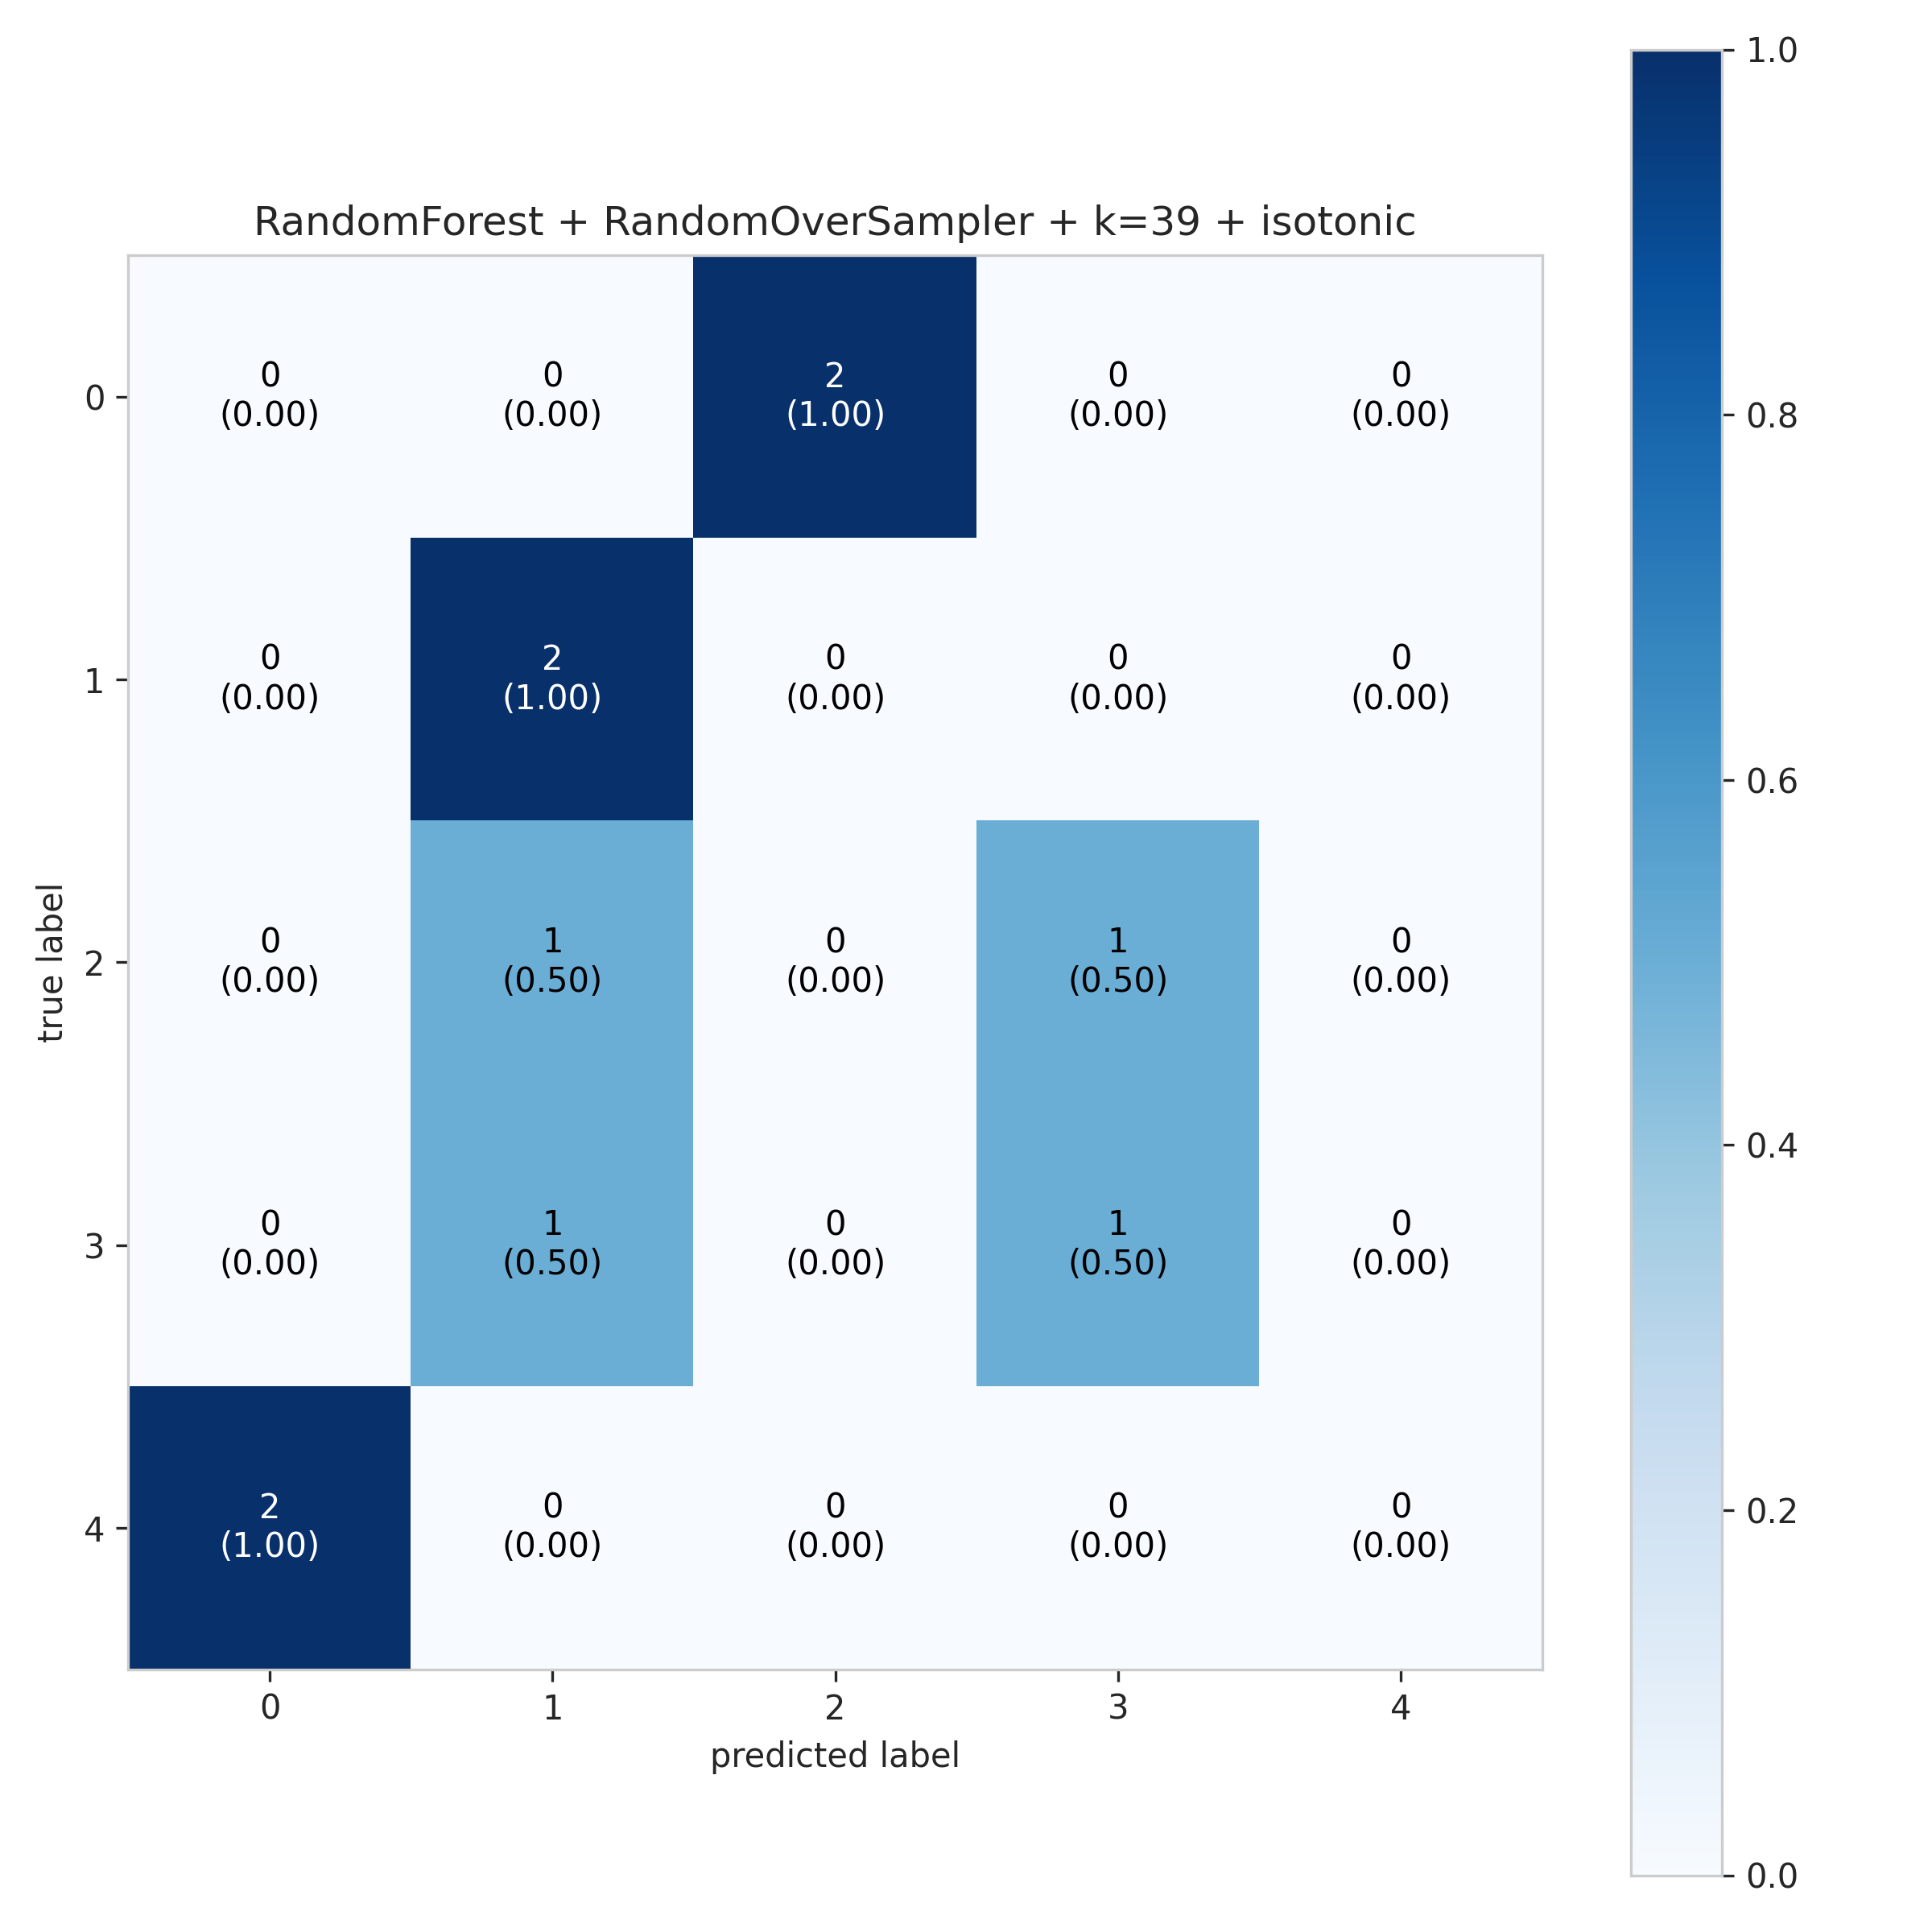 RandomForest + RandomOverSampler + k=39 + isotonic
1.0
0.8
0.6
0.4
0.2
0.0
true label
0
0 0 2 0 0
(0.00) (0.00) (1.00) (0.00) (0.00)
1
0 2 0 0 0
(0.00) (1.00) (0.00) (0.00) (0.00)
2
0 1 0 1 0
(0.00) (0.50) (0.00) (0.50) (0.00)
3
0 1 0 1 0
(0.00) (0.50) (0.00) (0.50) (0.00)
4
2 0 0 0 0
(1.00) (0.00) (0.00) (0.00) (0.00)
0 1 2 3 4
predicted label